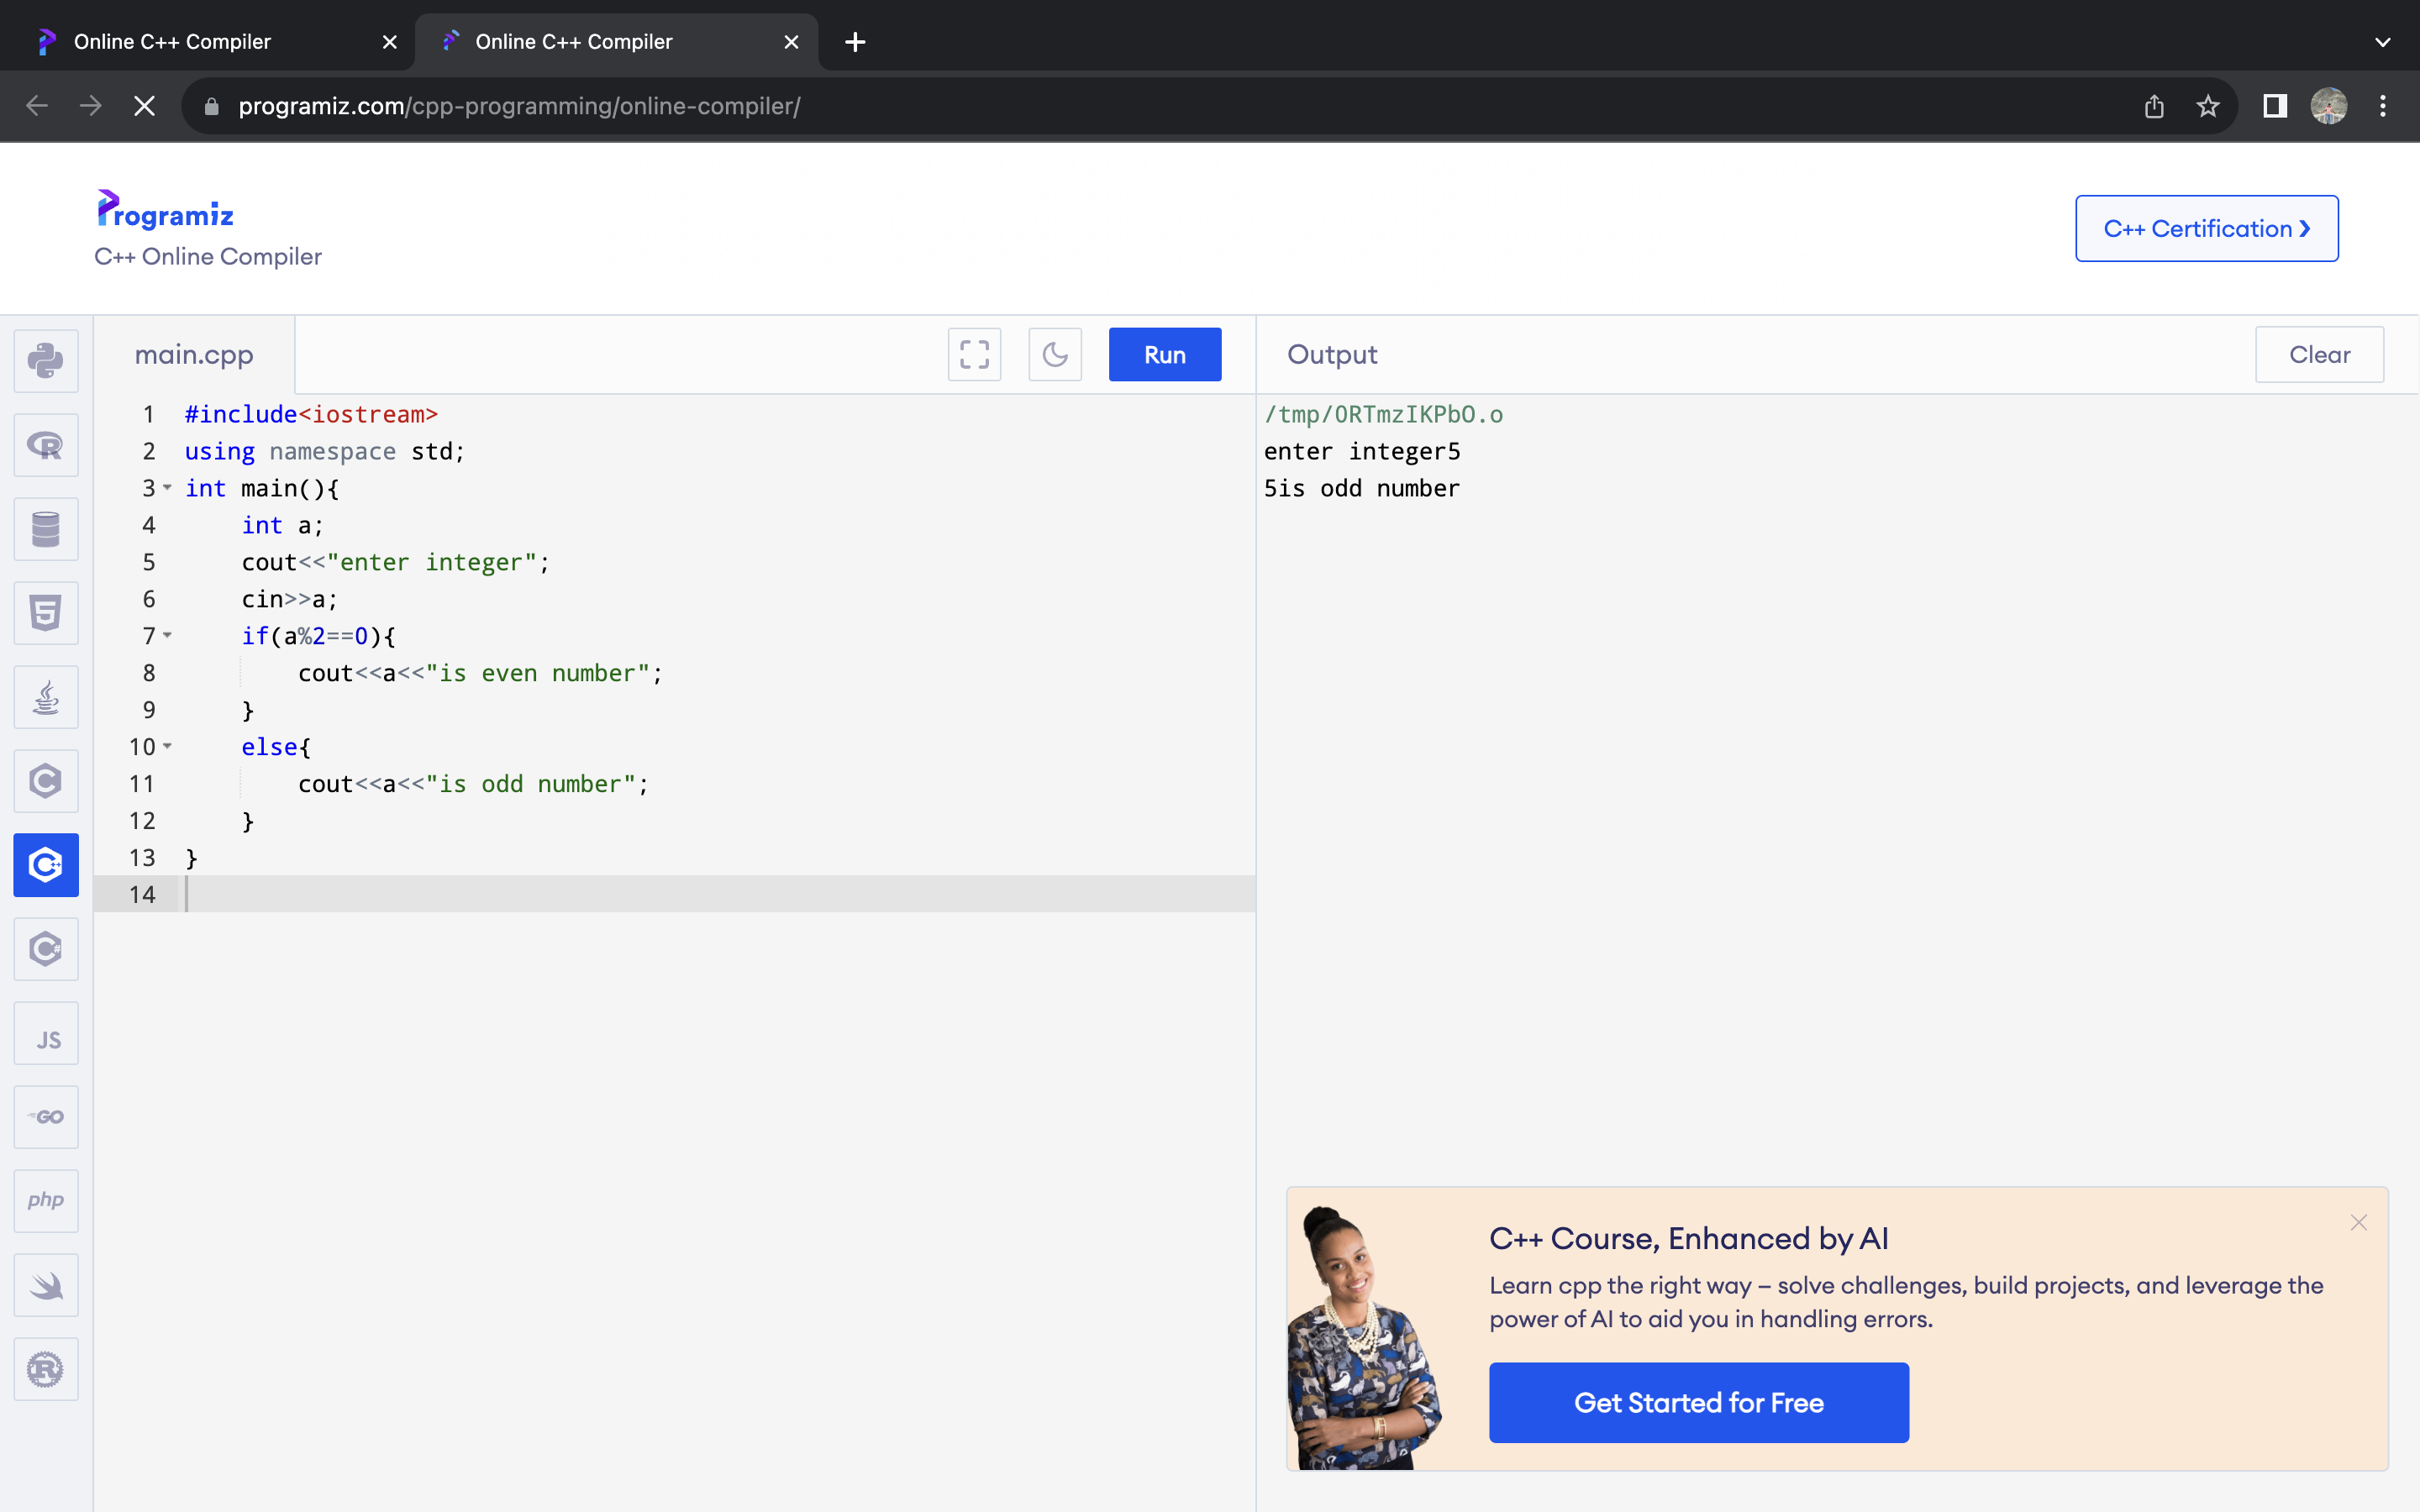 Online C++ Compiler
Online C++ Compiler
programiz.com/cpp-programming/online-compiler/
Programiz
C++ Online Compiler
C++ Certification ❯
main.cpp
Run
Output
Clear
1 #include<iostream>
2 using namespace std;
3 int main(){
4     int a;
5     cout<<"enter integer";
6     cin>>a;
7     if(a%2==0){
8         cout<<a<<"is even number";
9     }
10     else{
11         cout<<a<<"is odd number";
12     }
13 }
14
/tmp/0RTmzIKPbO.o
enter integer5
5is odd number
R
5
C
C++
C#
JS
GO
php
R
C++ Course, Enhanced by AI
Learn cpp the right way – solve challenges, build projects, and leverage the
power of AI to aid you in handling errors.
Get Started for Free